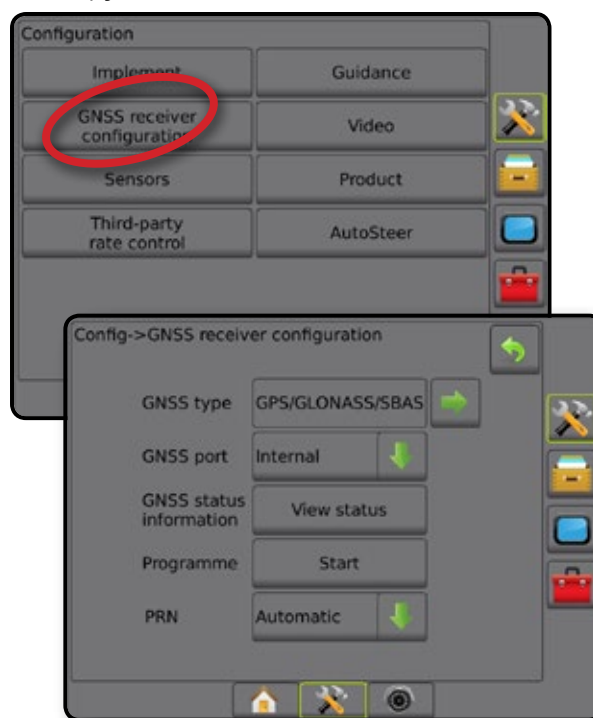 Configuration
Implement Guidance
GNSS receiver
configuration
Video
Sensors Product
Third-party
rate control
AutoSteer
Config->GNSS receiver configuration
GNSS type GPS/GLONASS/SBAS
GNSS port Internal
GNSS status
information
View status
Programme Start
PRN Automatic